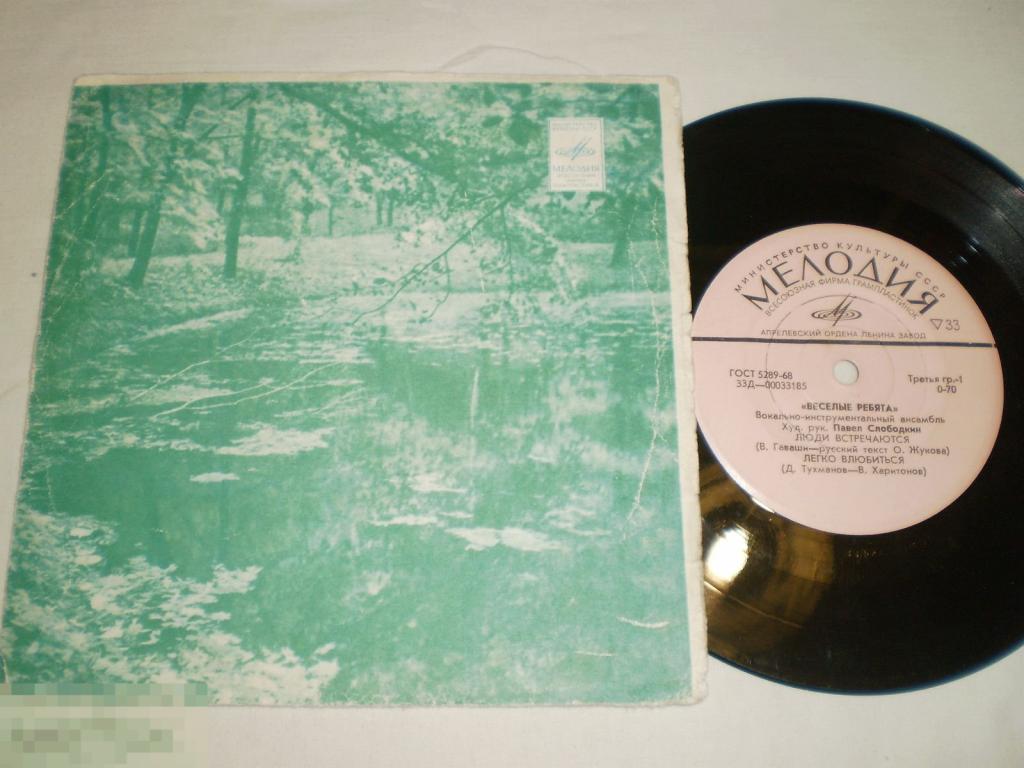 МЕЛОДИЯ
МИНИСТЕРСТВО КУЛЬТУРЫ СССР
МЕЛОДИЯ
ВСЕСОЮЗНАЯ ФИРМА ГРАМПЛАСТИНОК
▽33
АПРЕЛЕВСКИЙ ОРДЕНА ЛЕНИНА ЗАВОД
ГОСТ 5289-68
33Д—00033185
Третья гр.-1
0-70
«ВЕСЕЛЫЕ РЕБЯТА»
Вокально-инструментальный ансамбль
Худ. рук. Павел Слободкин
ЛЮДИ ВСТРЕЧАЮТСЯ
(В. Гаваши—русский текст О. Жукова)
ЛЕГКО ВЛЮБИТЬСЯ
(Д. Тухманов—В. Харитонов)